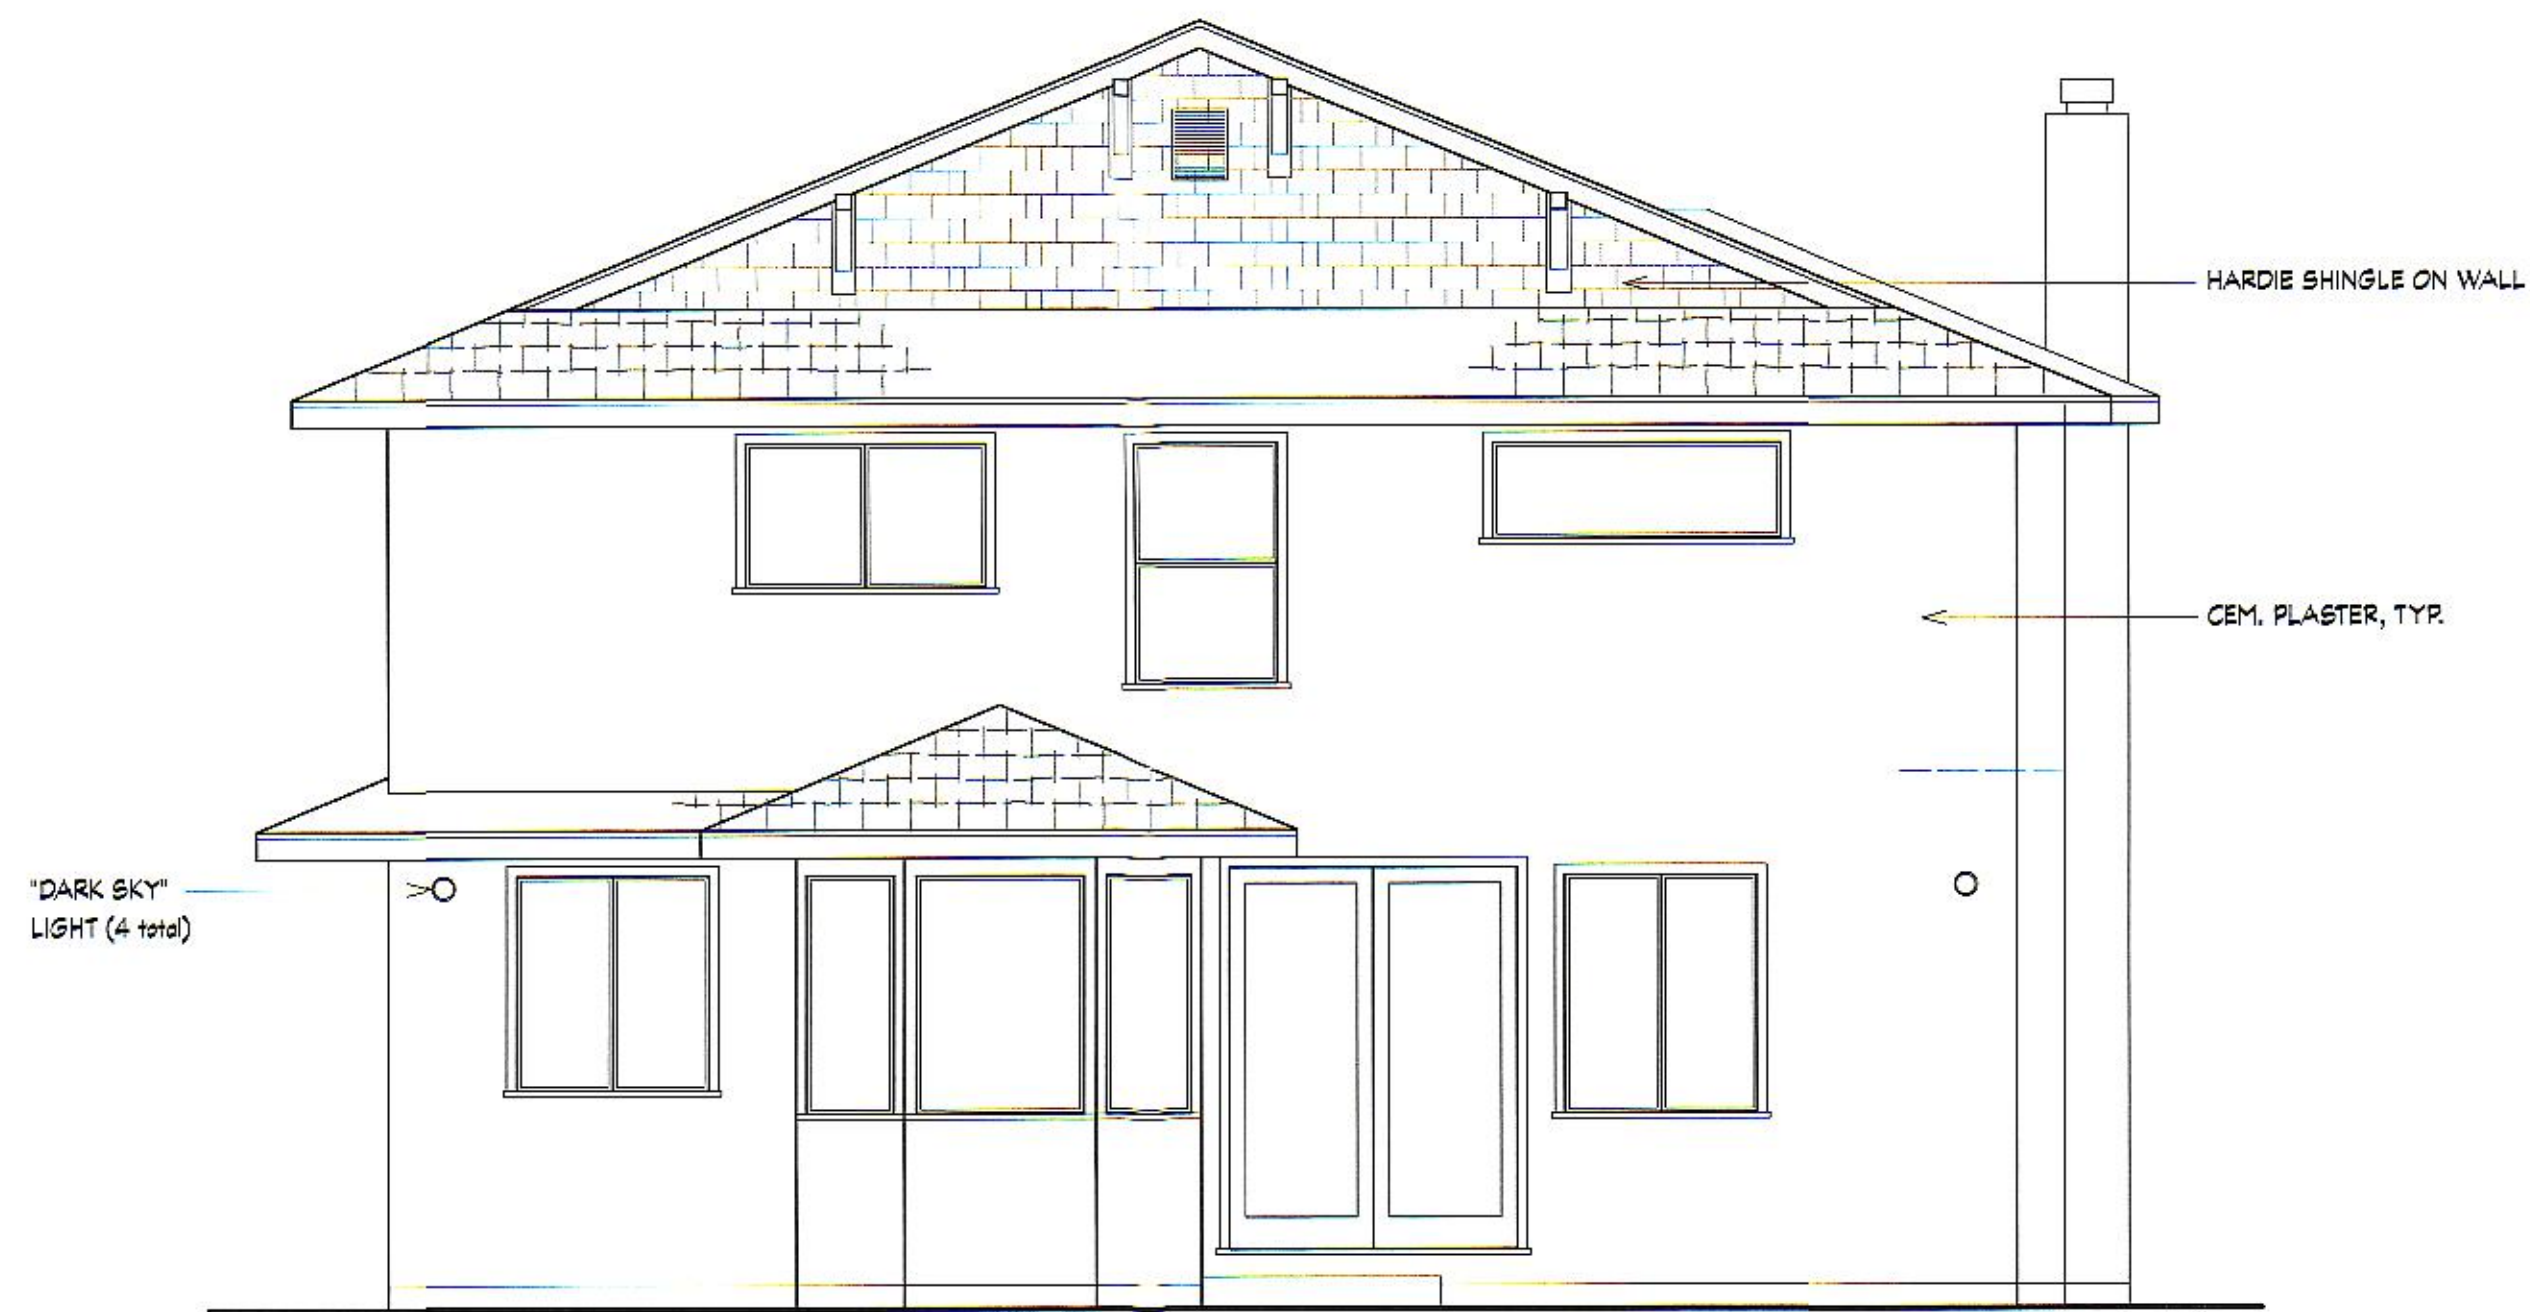 HARDIE SHINGLE ON WALL
CEM. PLASTER, TYP.
"DARK SKY"
LIGHT (4 total)